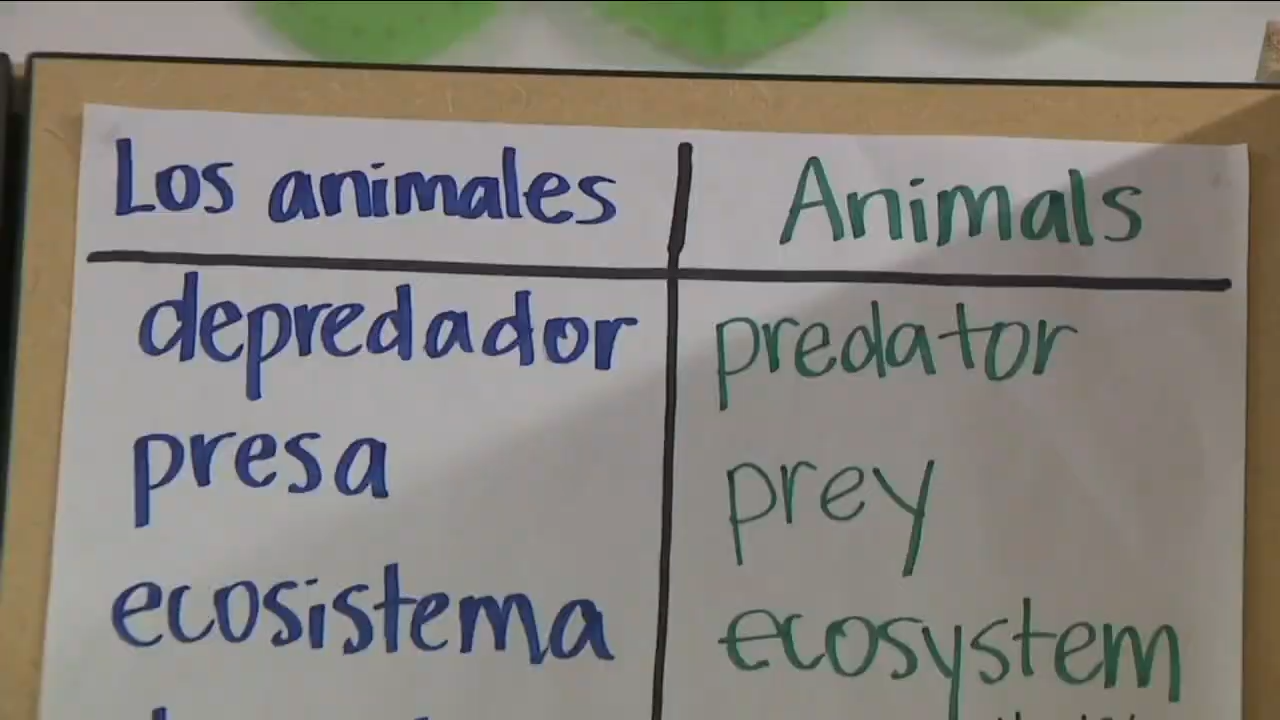 Los animales Animals
depredador predator
presa prey
ecosistema ecosystem